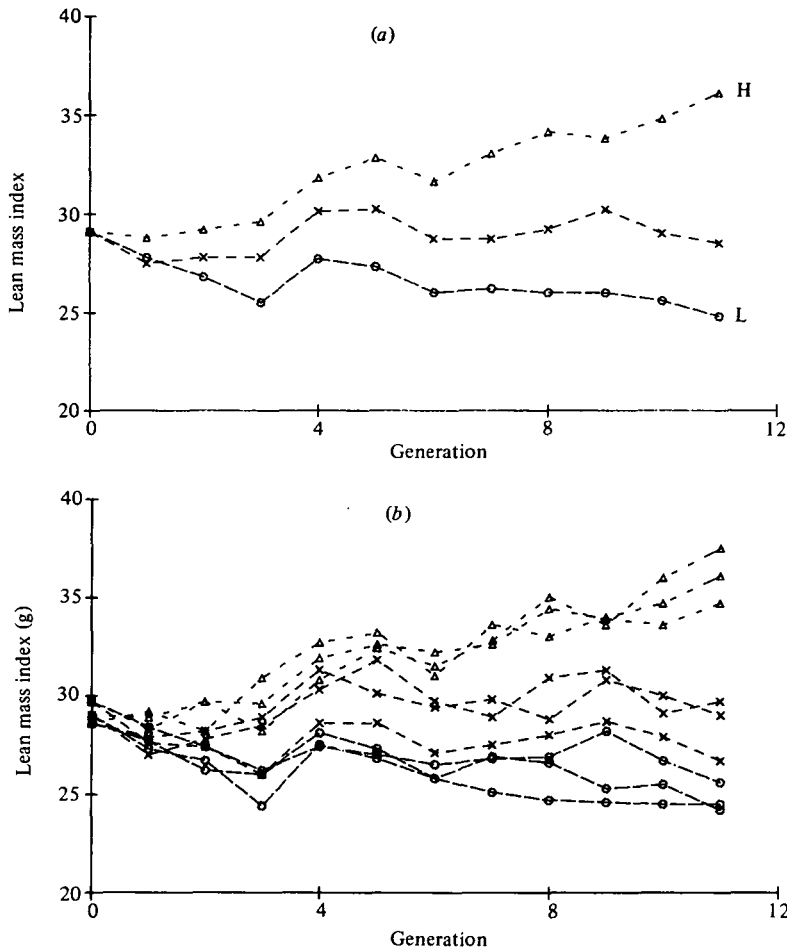 (a)
40
35
30
25
20
Lean mass index
H
L
0
4
8
12
Generation
(b)
40
35
30
25
20
Lean mass index (g)
0
4
8
12
Generation